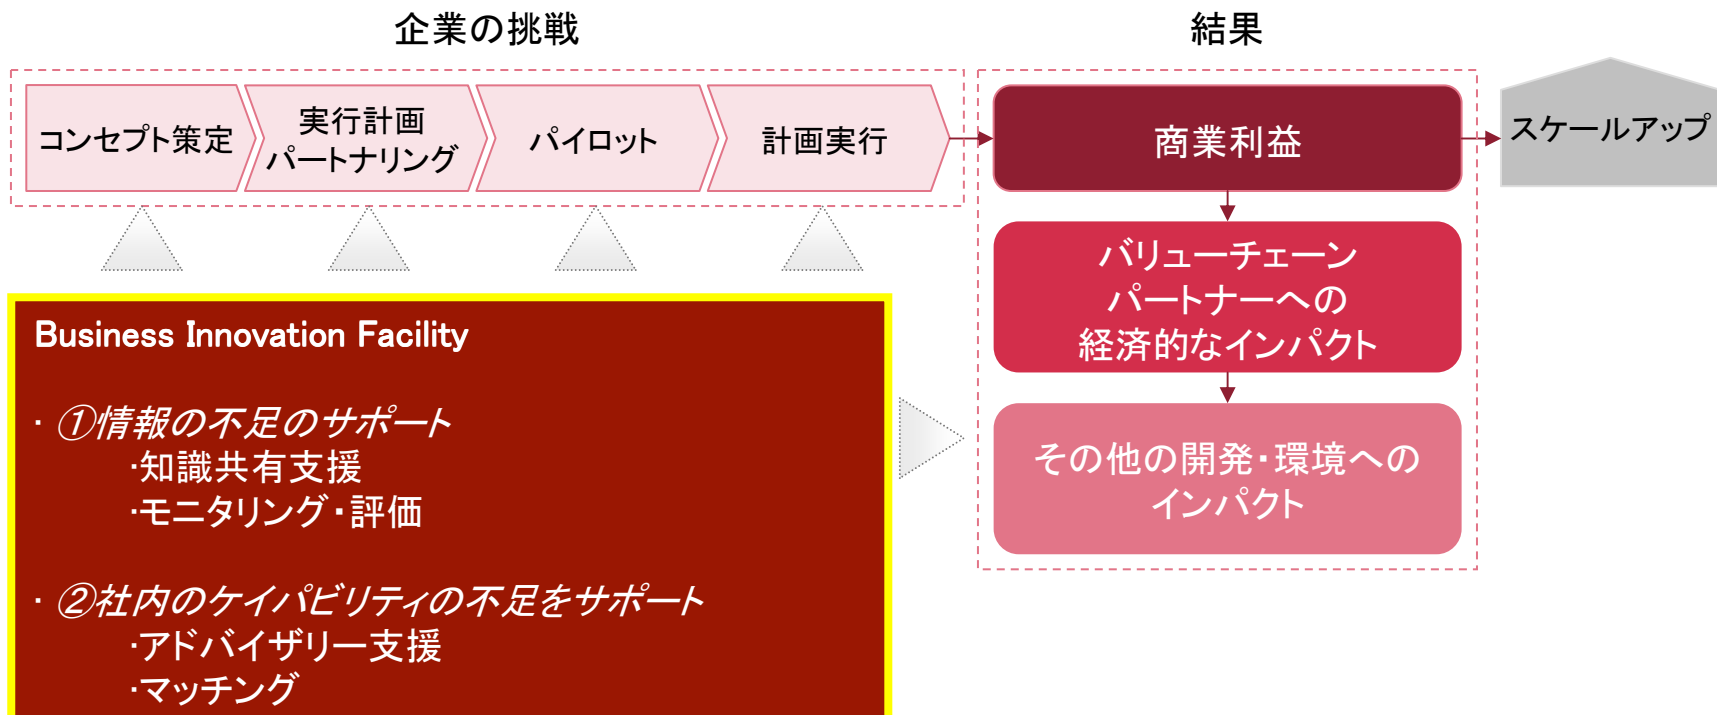 企業の挑戦
結果
コンセプト策定
実行計画
パートナリング
パイロット
計画実行
商業利益
スケールアップ
バリューチェーン
パートナーへの
経済的なインパクト
その他の開発・環境への
インパクト
Business Innovation Facility
・①情報の不足のサポート
・知識共有支援
・モニタリング・評価
・②社内のケイパビリティの不足をサポート
・アドバイザリー支援
・マッチング